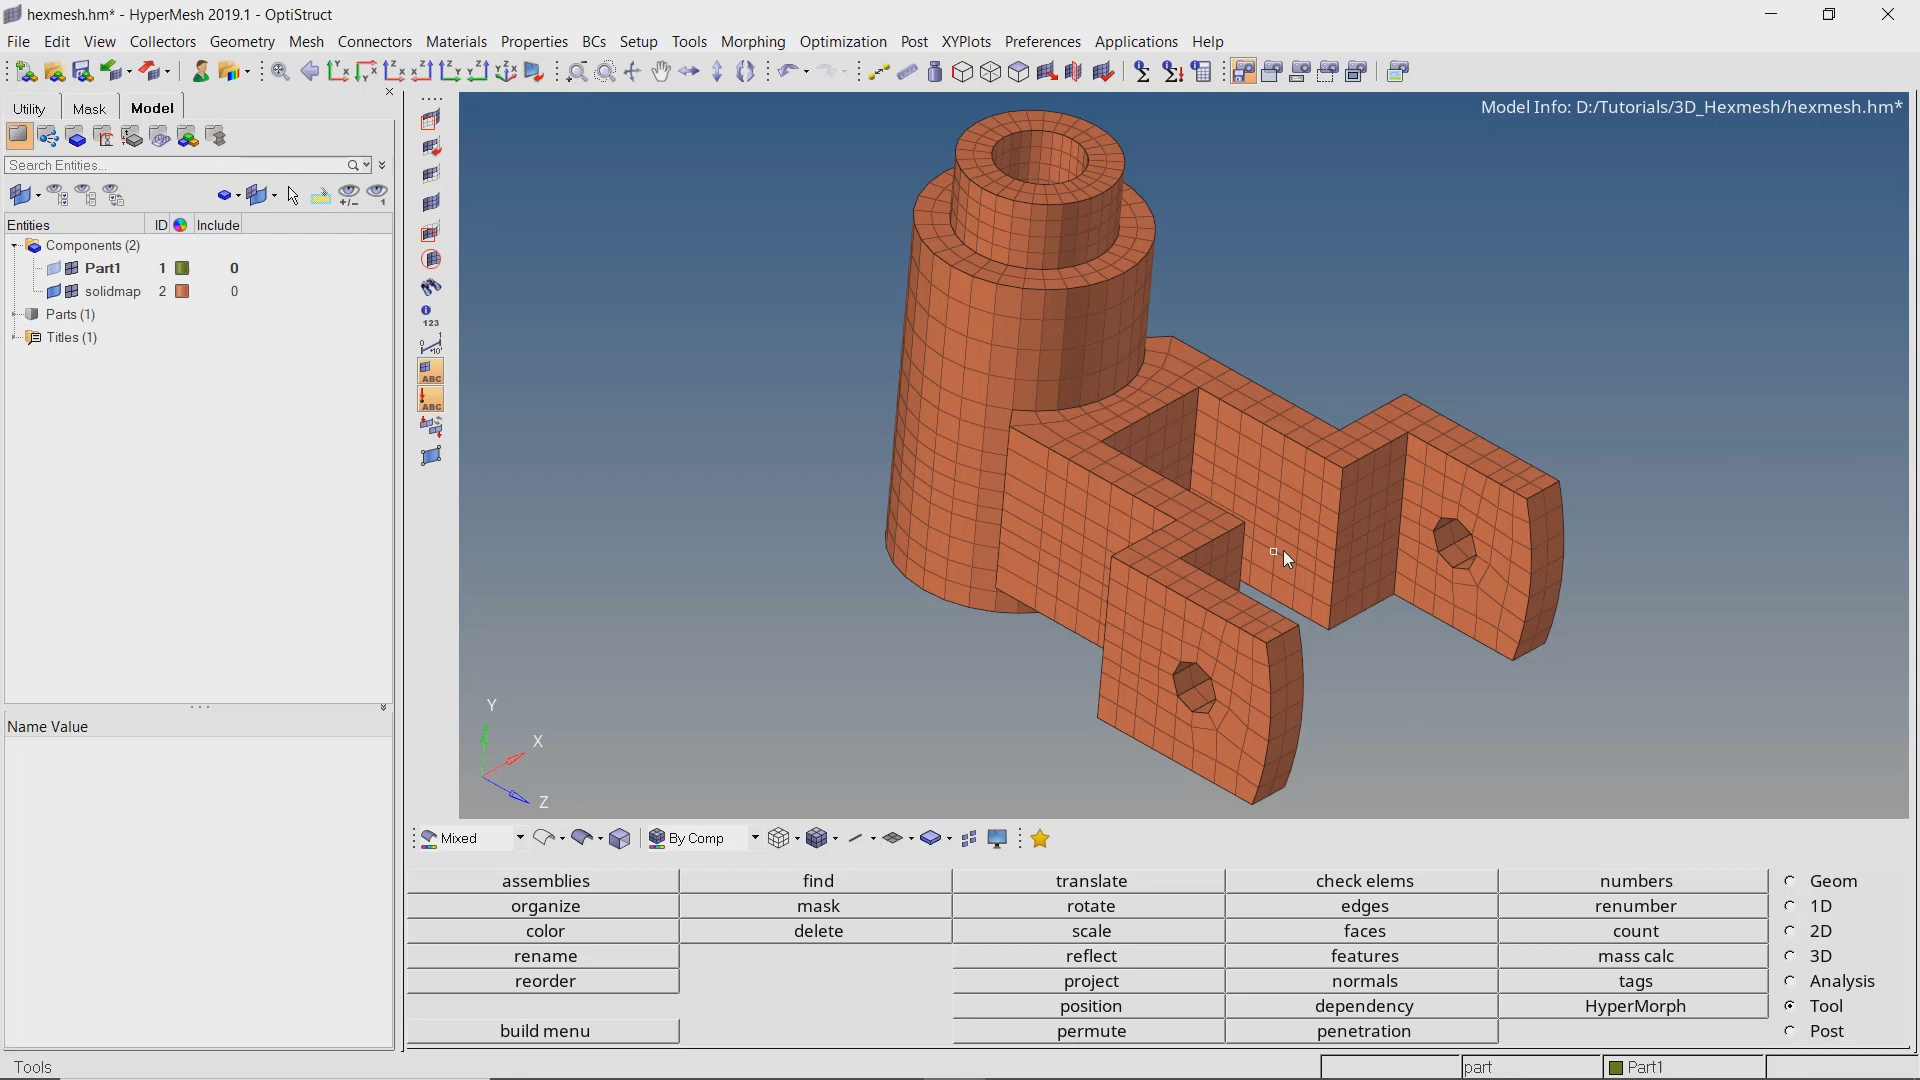 hexmesh.hm* - HyperMesh 2019.1 - OptiStruct
File Edit View Collectors Geometry Mesh Connectors Materials Properties BCs Setup Tools Morphing Optimization Post XYPlots Preferences Applications Help
Utility Mask Model
Search Entities...
Entities ID Include
Components (2)
Part1 1 0
solidmap 2 0
Parts (1)
Titles (1)
Name Value
123
ABC
ABC
Model Info: D:/Tutorials/3D_Hexmesh/hexmesh.hm*
Y
X
Z
Mixed By Comp
assemblies find translate check elems numbers Geom
organize mask rotate edges renumber 1D
color delete scale faces count 2D
rename reflect features mass calc 3D
reorder project normals tags Analysis
position dependency HyperMorph Tool
build menu permute penetration Post
Tools part Part1